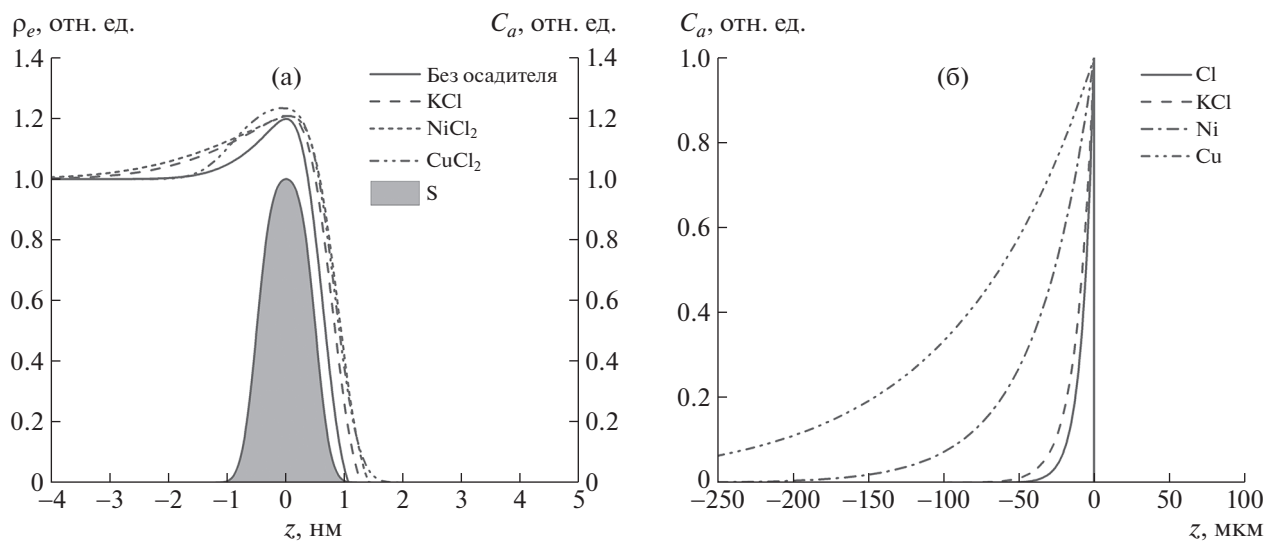 ρₑ, отн. ед.
Cₐ, отн. ед.
1.4
1.2
1.0
0.8
0.6
0.4
0.2
0
(а)
Без осадителя
KCl
NiCl₂
CuCl₂
S
1.4
1.2
1.0
0.8
0.6
0.4
0.2
0
−4 −3 −2 −1 0 1 2 3 4 5
z, нм
Cₐ, отн. ед.
1.0
0.8
0.6
0.4
0.2
0
(б)
Cl
KCl
Ni
Cu
−250 −200 −150 −100 −50 0 50 100
z, мкм